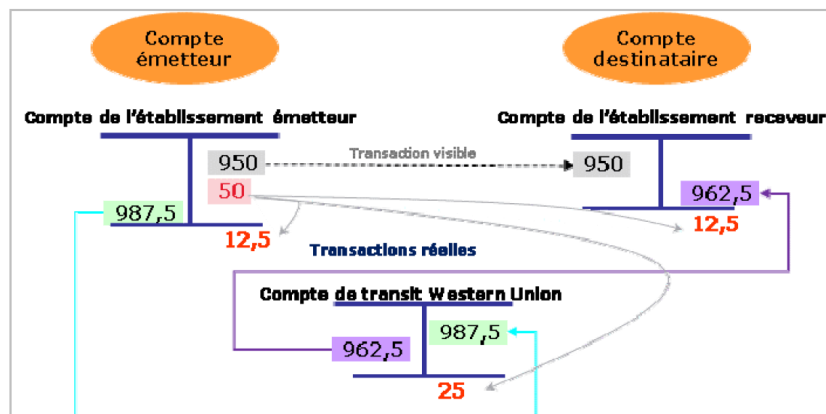 Compte
émetteur
Compte
destinataire
Compte de l'établissement émetteur
Compte de l'établissement receveur
950
Transaction visible
950
50
962,5
987,5
12,5
12,5
Transactions réelles
Compte de transit Western Union
987,5
962,5
25